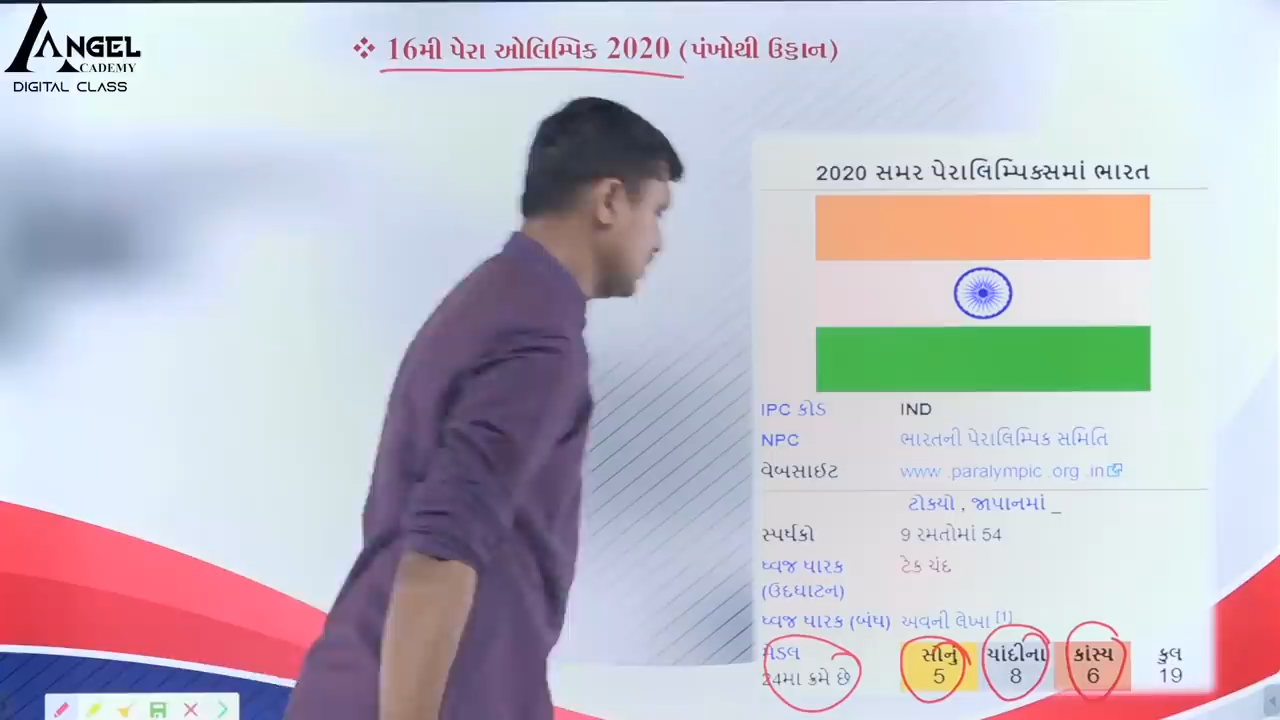 ANGEL
ACADEMY
DIGITAL CLASS
❖ 16મી પેરા ઓલિમ્પિક 2020 (પંખોથી ઉડ્ડાન)
2020 સમર પેરાલિમ્પિક્સમાં ભારત
IPC કોડ IND
NPC ભારતની પેરાલિમ્પિક સમિતિ
વેબસાઈટ www .paralympic .org .in
ટોક્યો , જાપાનમાં _
સ્પર્ધકો 9 રમતોમાં 54
ધ્વજ ધારક ટેક ચંદ
(ઉદઘાટન)
ધ્વજ ધારક (બંધ) અવની લેખા [1]
મેડલ સોનું ચાંદીના કાંસ્ય કુલ
24મા ક્રમે છે 5 8 6 19